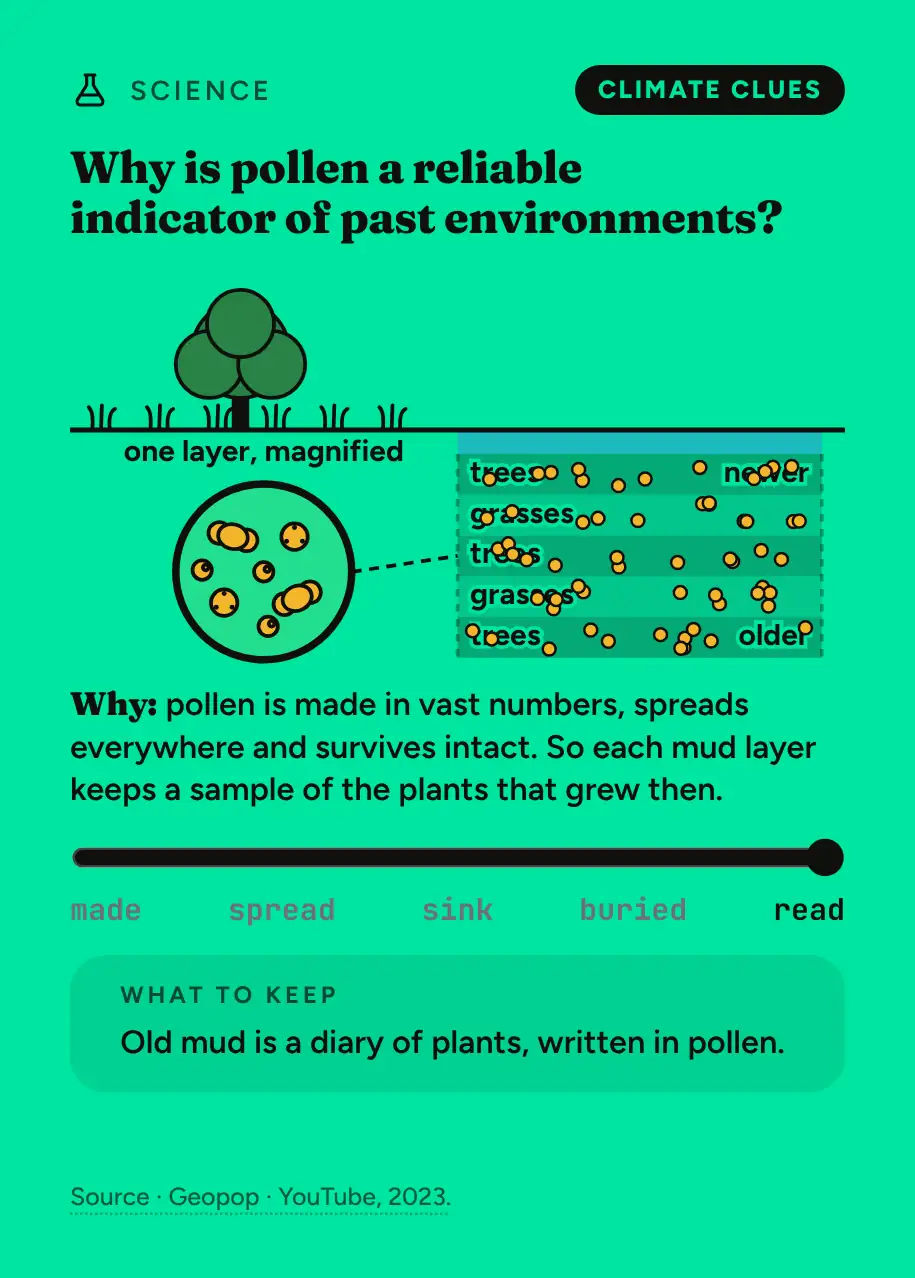 SCIENCE
CLIMATE CLUES
Why is pollen a reliable
indicator of past environments?
one layer, magnified
trees newer
grasses
trees
grasses
trees older
Why: pollen is made in vast numbers, spreads
everywhere and survives intact. So each mud layer
keeps a sample of the plants that grew then.
made spread sink buried read
WHAT TO KEEP
Old mud is a diary of plants, written in pollen.
Source · Geopop · YouTube, 2023.